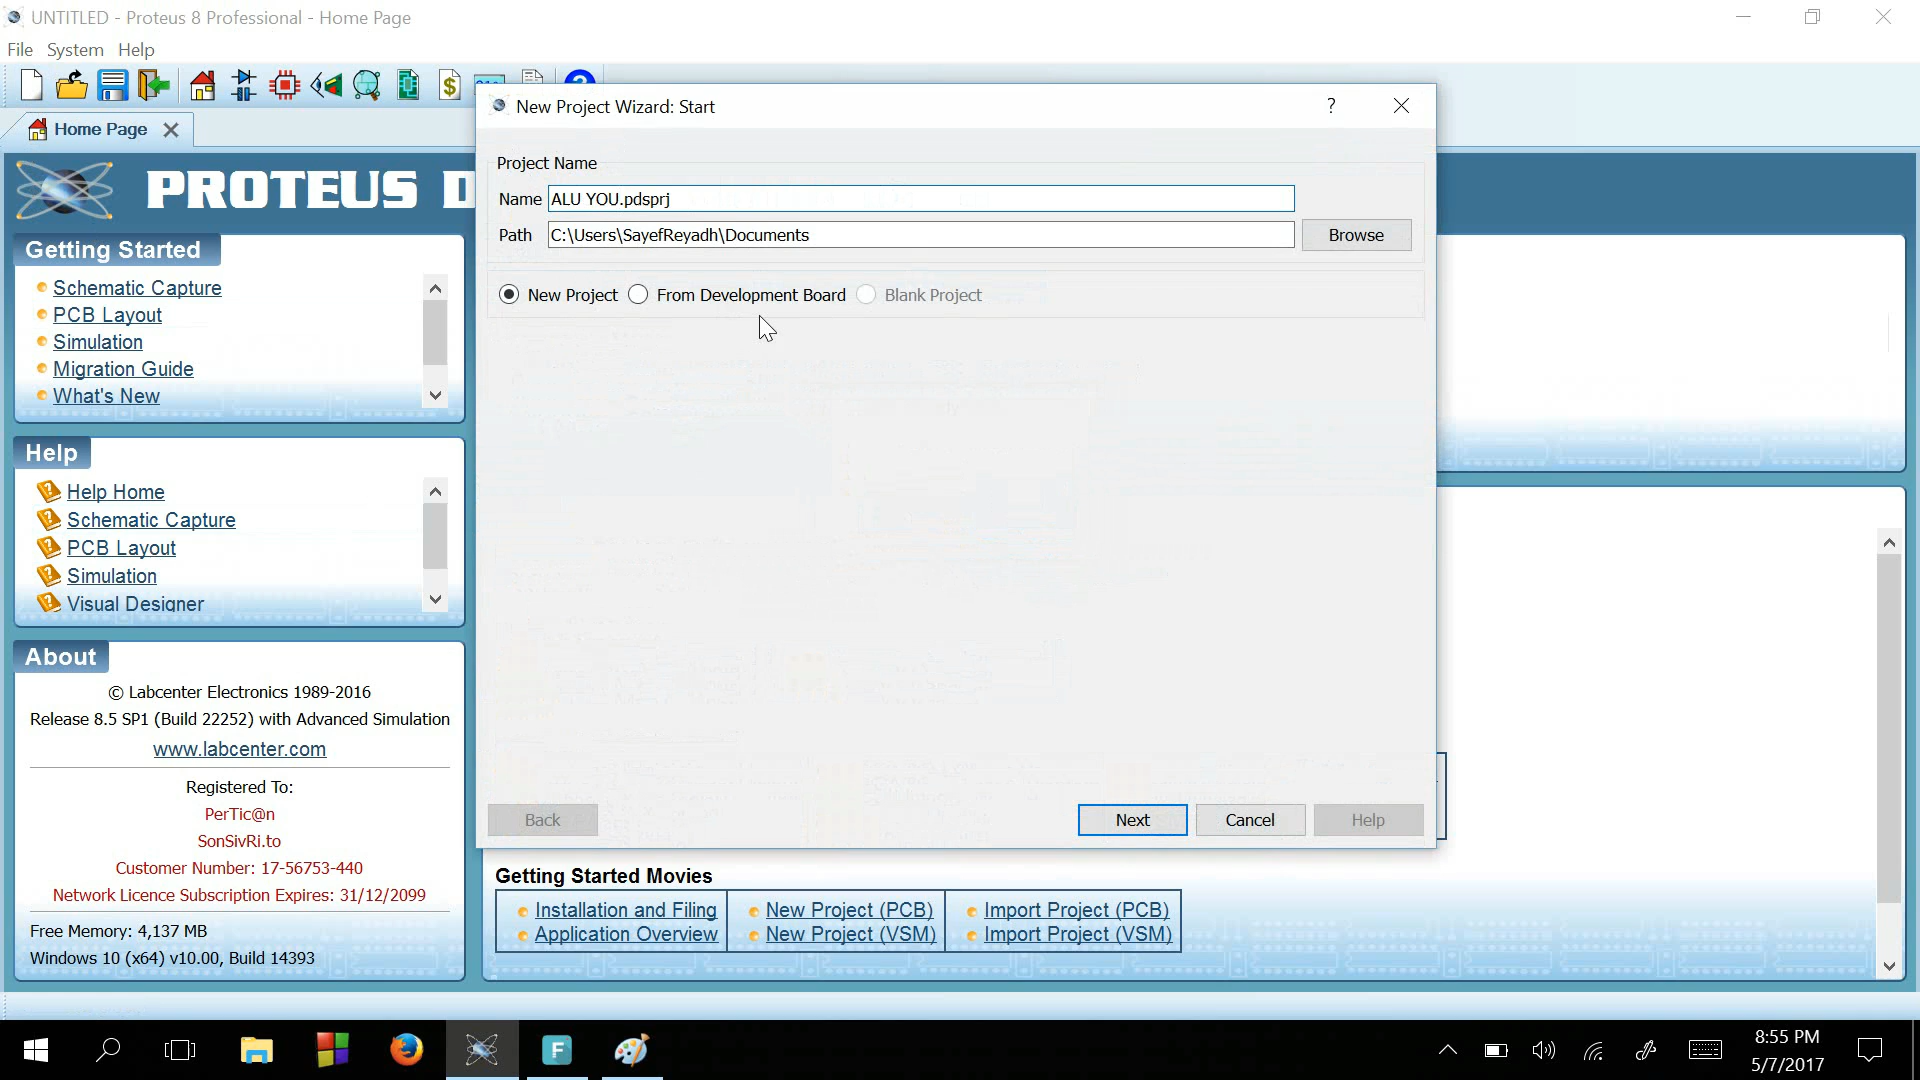 UNTITLED - Proteus 8 Professional - Home Page
File System Help
Home Page
PROTEUS D
New Project Wizard: Start
?
Project Name
Name ALU YOU.pdsprj
Path C:\Users\SayefReyadh\Documents Browse
New Project From Development Board Blank Project
Back Next Cancel Help
Getting Started
Schematic Capture
PCB Layout
Simulation
Migration Guide
What's New
Help
Help Home
Schematic Capture
PCB Layout
Simulation
Visual Designer
About
© Labcenter Electronics 1989-2016
Release 8.5 SP1 (Build 22252) with Advanced Simulation
www.labcenter.com
Registered To:
PerTic@n
SonSivRi.to
Customer Number: 17-56753-440
Network Licence Subscription Expires: 31/12/2099
Free Memory: 4,137 MB
Windows 10 (x64) v10.00, Build 14393
Getting Started Movies
Installation and Filing New Project (PCB) Import Project (PCB)
Application Overview New Project (VSM) Import Project (VSM)
F
8:55 PM
5/7/2017